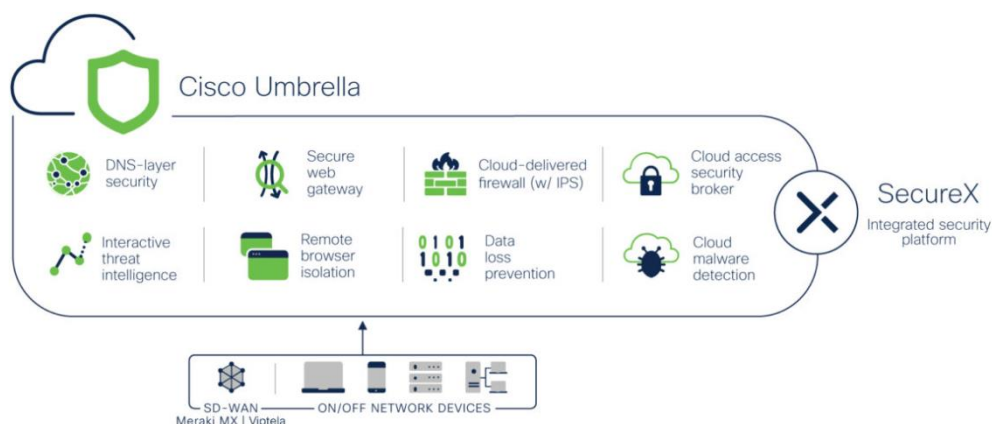 Cisco Umbrella
DNS-layer
security
Secure
web
gateway
Cloud-delivered
firewall (w/ IPS)
Cloud access
security
broker
Interactive
threat
intelligence
Remote
browser
isolation
0101
1010
Data
loss
prevention
Cloud
malware
detection
SecureX
Integrated security
platform
SD-WAN
Meraki MX | Viptela
ON/OFF NETWORK DEVICES